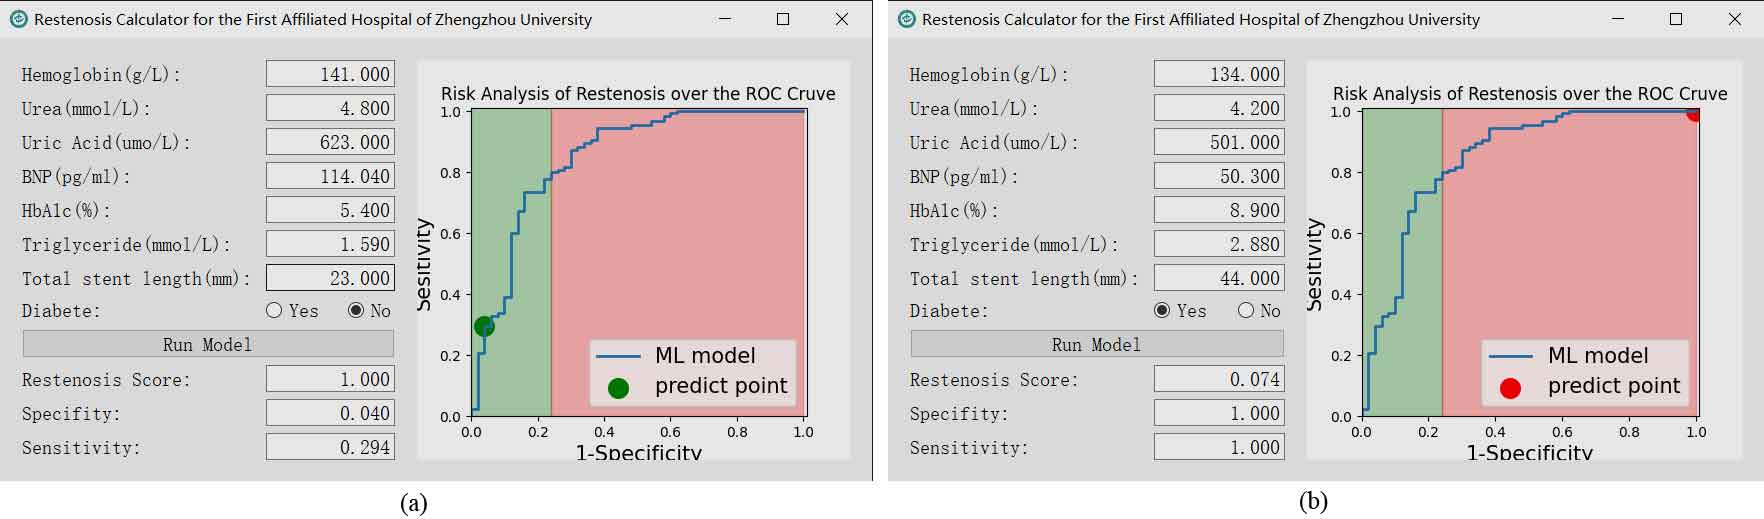 Restenosis Calculator for the First Affiliated Hospital of Zhengzhou University
Hemoglobin(g/L): 141.000
Urea(mmol/L): 4.800
Uric Acid(umo/L): 623.000
BNP(pg/ml): 114.040
HbAlc(%): 5.400
Triglyceride(mmol/L): 1.590
Total stent length(mm): 23.000
Diabete: Yes No
Run Model
Restenosis Score: 1.000
Specifity: 0.040
Sensitivity: 0.294
Risk Analysis of Restenosis over the ROC Cruve
1.0
0.8
0.6
0.4
0.2
0.0
Sesitivity
ML model
predict point
0.0 0.2 0.4 0.6 0.8 1.0
1-Specificity
(a)
Restenosis Calculator for the First Affiliated Hospital of Zhengzhou University
Hemoglobin(g/L): 134.000
Urea(mmol/L): 4.200
Uric Acid(umo/L): 501.000
BNP(pg/ml): 50.300
HbAlc(%): 8.900
Triglyceride(mmol/L): 2.880
Total stent length(mm): 44.000
Diabete: Yes No
Run Model
Restenosis Score: 0.074
Specifity: 1.000
Sensitivity: 1.000
Risk Analysis of Restenosis over the ROC Cruve
1.0
0.8
0.6
0.4
0.2
0.0
Sesitivity
ML model
predict point
0.0 0.2 0.4 0.6 0.8 1.0
1-Specificity
(b)